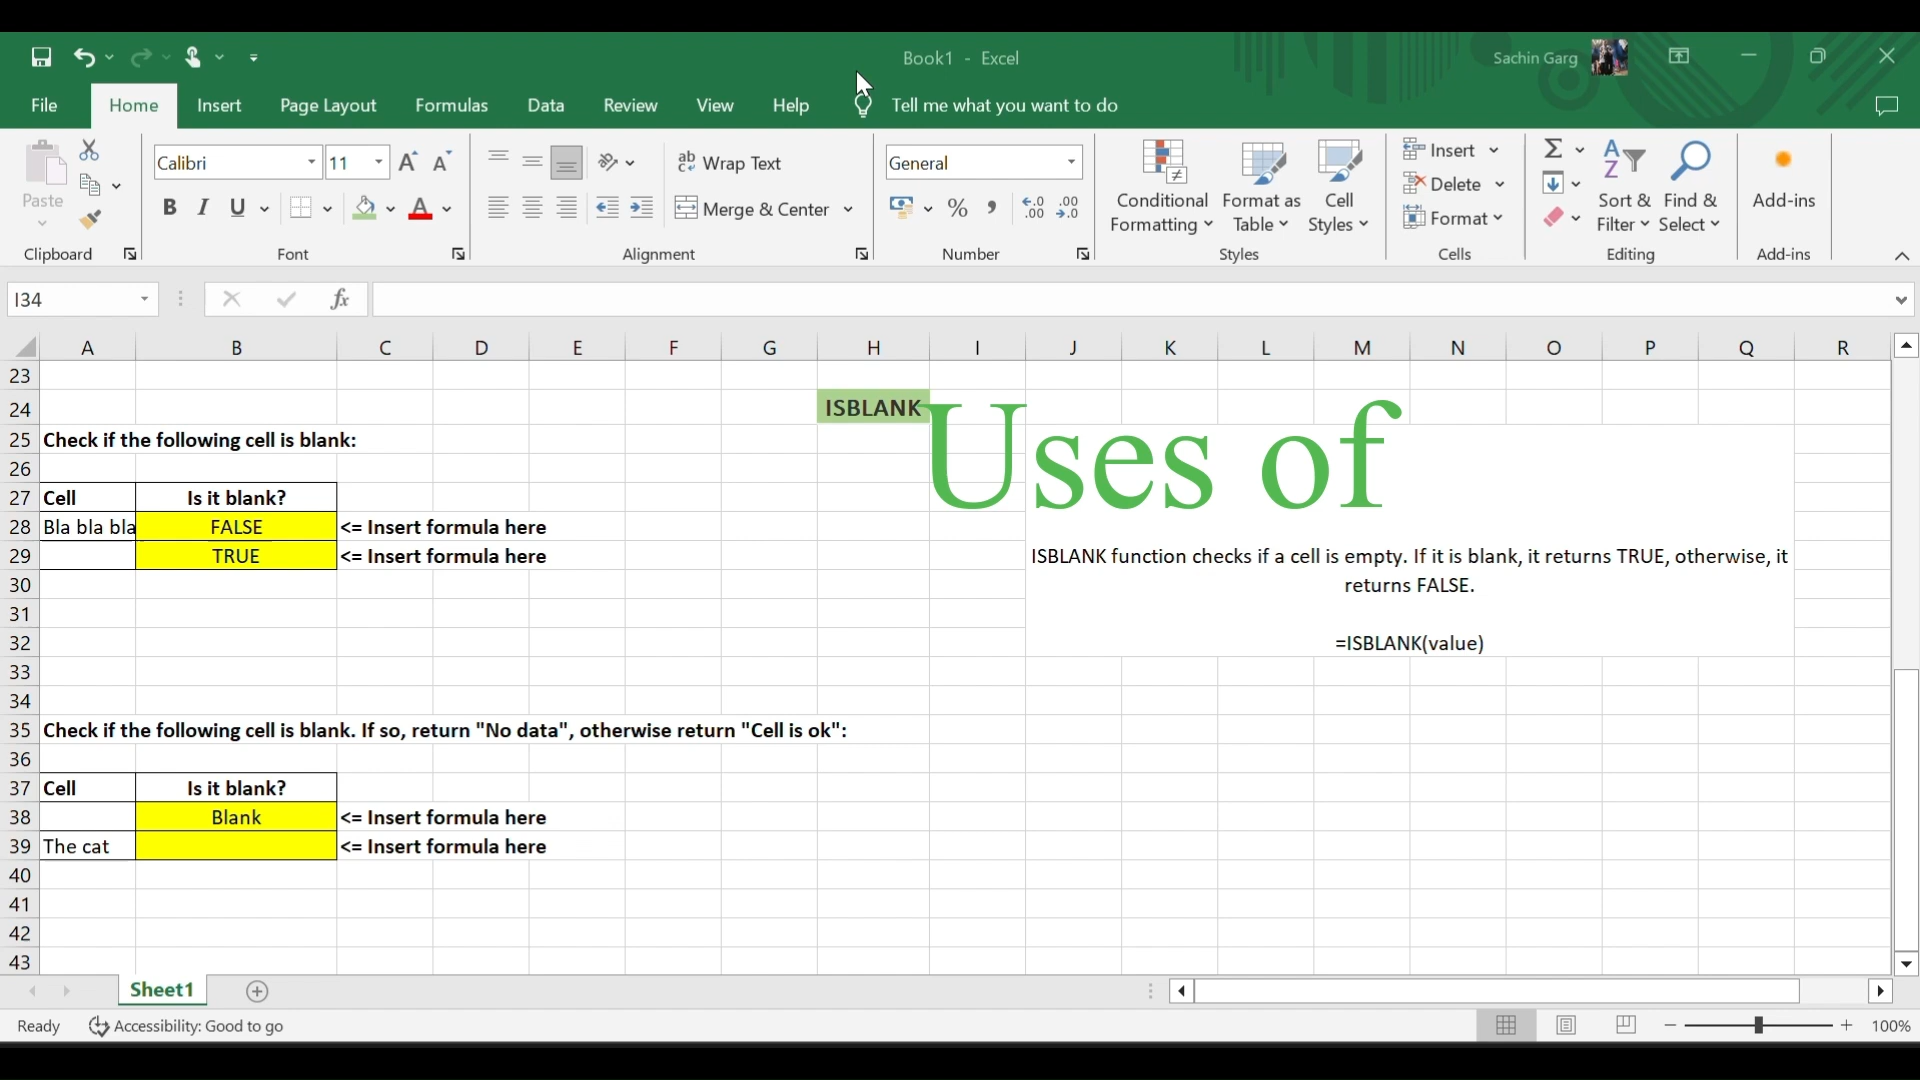 Book1 - Excel
Sachin Garg
File Home Insert Page Layout Formulas Data Review View Help Tell me what you want to do
Paste
Clipboard
Calibri 11
B I U
Font
Wrap Text
Merge & Center
Alignment
General
% , .00 .0
Number
Conditional Formatting
Format as Table
Cell Styles
Styles
Insert
Delete
Format
Cells
Sort & Filter
Find & Select
Editing
Add-ins
Add-ins
I34 fx
A B C D E F G H I J K L M N O P Q R
23
24 ISBLANK
Uses of
25 Check if the following cell is blank:
26
27 Cell Is it blank?
28 Bla bla bla FALSE <= Insert formula here
29 TRUE <= Insert formula here
ISBLANK function checks if a cell is empty. If it is blank, it returns TRUE, otherwise, it
returns FALSE.
30
31
32 =ISBLANK(value)
33
34
35 Check if the following cell is blank. If so, return "No data", otherwise return "Cell is ok":
36
37 Cell Is it blank?
38 Blank <= Insert formula here
39 The cat <= Insert formula here
40
41
42
43
Sheet1
Ready Accessibility: Good to go 100%